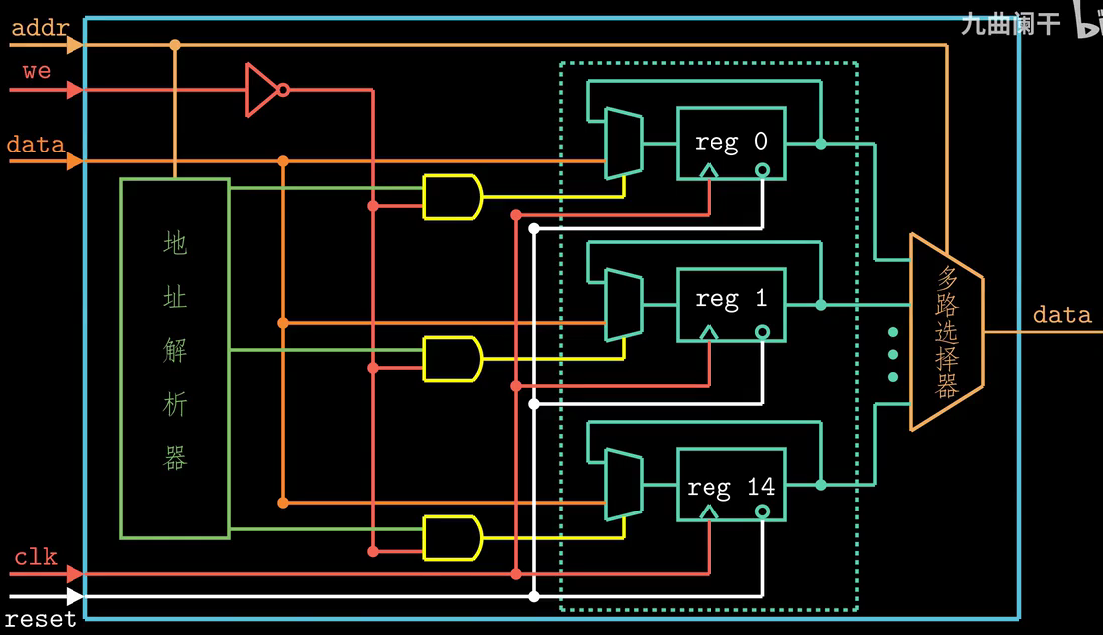 九曲阑干
addr
we
data
reg 0
地址解析器
reg 1
多路选择器
data
reg 14
clk
reset